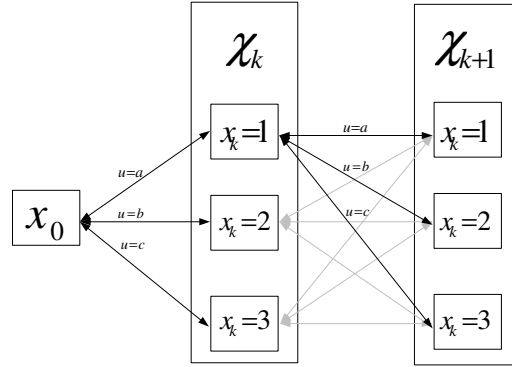 χk χk+1
xk=1 u=a xk=1
u=a u=b
x0 u=b xk=2 u=c xk=2
u=c
xk=3 xk=3